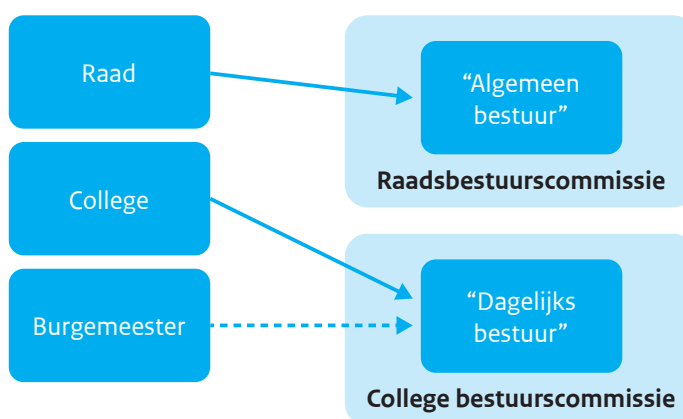 Raad
“Algemeen
bestuur”
Raadsbestuurscommissie
College
Burgemeester
“Dagelijks
bestuur”
College bestuurscommissie